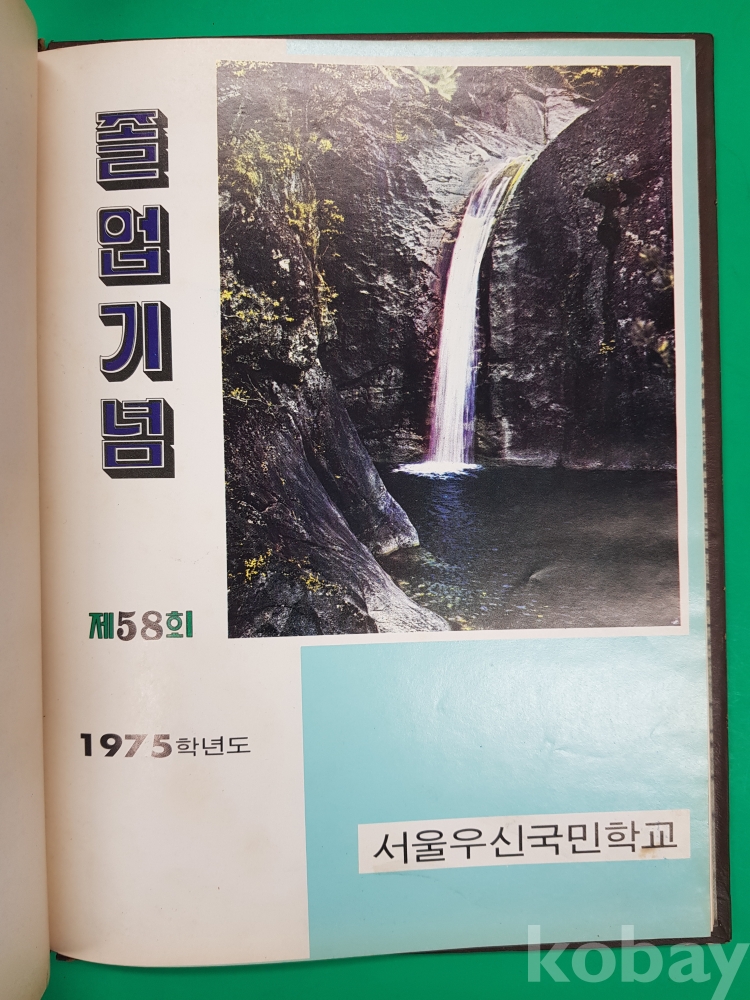 졸업기념
제58회
1975학년도
서울우신국민학교
kobay